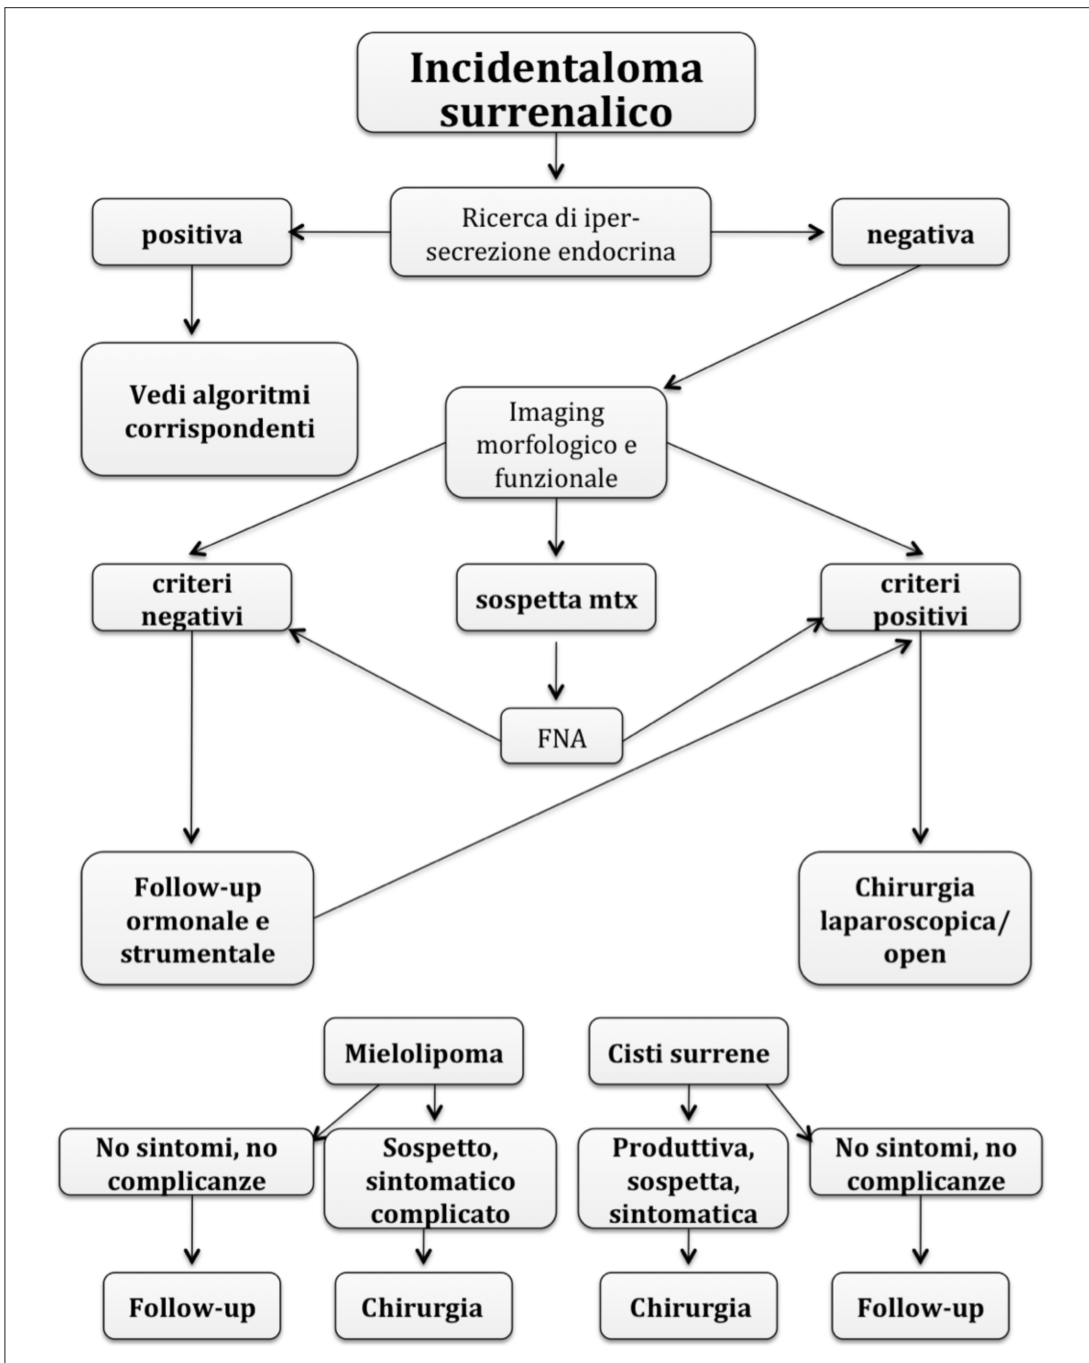 Incidentaloma
surrenalico
positiva
Ricerca di iper-
secrezione endocrina
negativa
Vedi algoritmi
corrispondenti
Imaging
morfologico e
funzionale
criteri
negativi
sospetta mtx
criteri
positivi
FNA
Follow-up
ormonale e
strumentale
Chirurgia
laparoscopica/
open
Mielolipoma
Cisti surrene
No sintomi, no
complicanze
Sospetto,
sintomatico
complicato
Produttiva,
sospetta,
sintomatica
No sintomi, no
complicanze
Follow-up
Chirurgia
Chirurgia
Follow-up